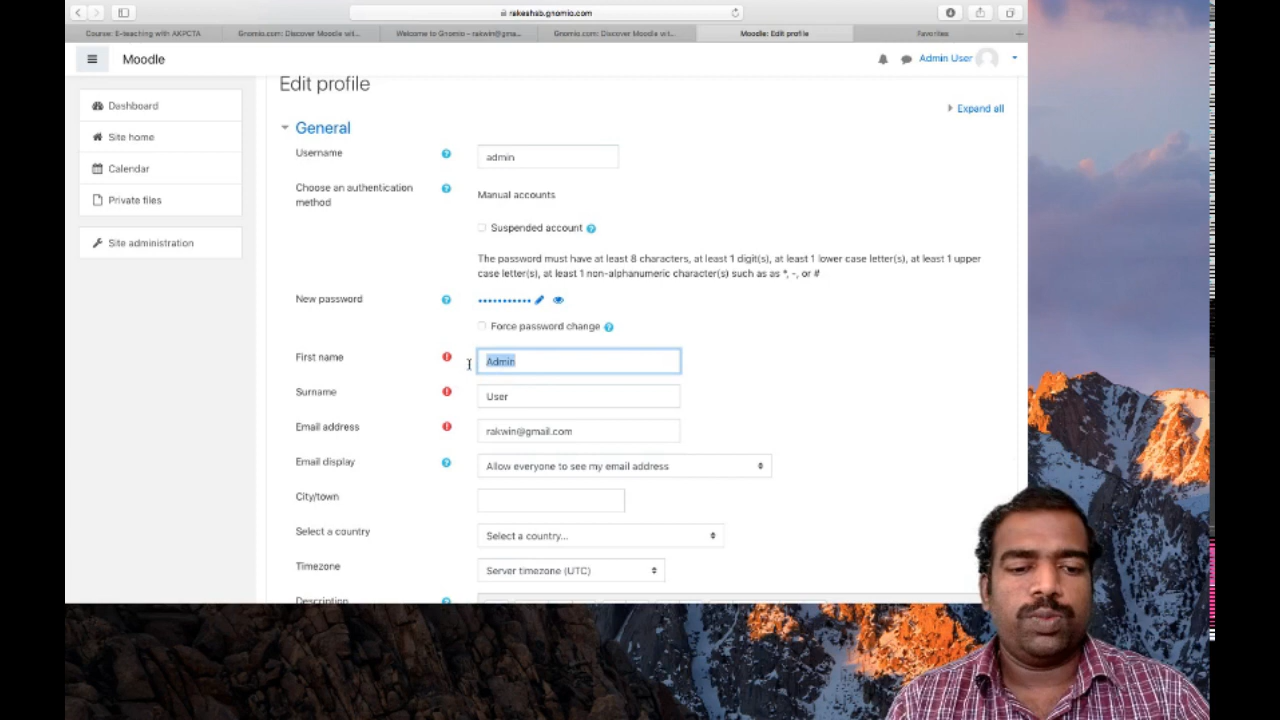 rakeshsb.gnomio.com
Course: E-teaching with AKPCTA
Gnomio.com: Discover Moodle wit...
Welcome to Gnomio - rakwin@gma...
Gnomio.com: Discover Moodle wit...
Moodle: Edit profile
Favorites
Moodle
Admin User
Dashboard
Site home
Calendar
Private files
Site administration
Edit profile
Expall all
General
Username
admin
Choose an authentication
method
Manual accounts
Suspended account
The password must have at least 8 characters, at least 1 digit(s), at least 1 lower case letter(s), at least 1 upper
case letter(s), at least 1 non-alphanumeric character(s) such as as *, -, or #
New password
Force password change
First name
Admin
Surname
User
Email address
rakwin@gmail.com
Email display
Allow everyone to see my email address
City/town
Select a country
Select a country...
Timezone
Server timezone (UTC)
Description